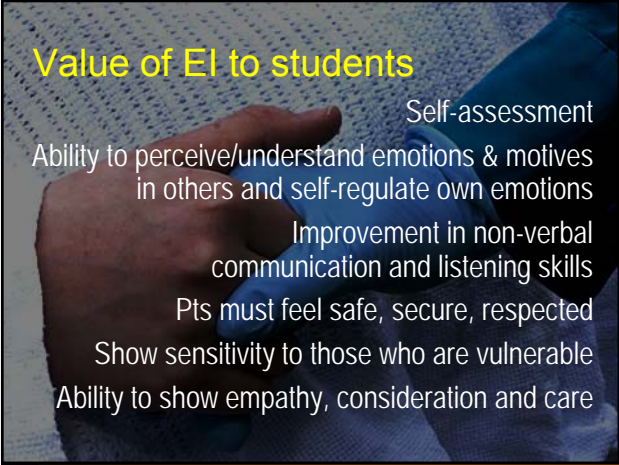 Value of EI to students
Self-assessment
Ability to perceive/understand emotions & motives
in others and self-regulate own emotions
Improvement in non-verbal
communication and listening skills
Pts must feel safe, secure, respected
Show sensitivity to those who are vulnerable
Ability to show empathy, consideration and care